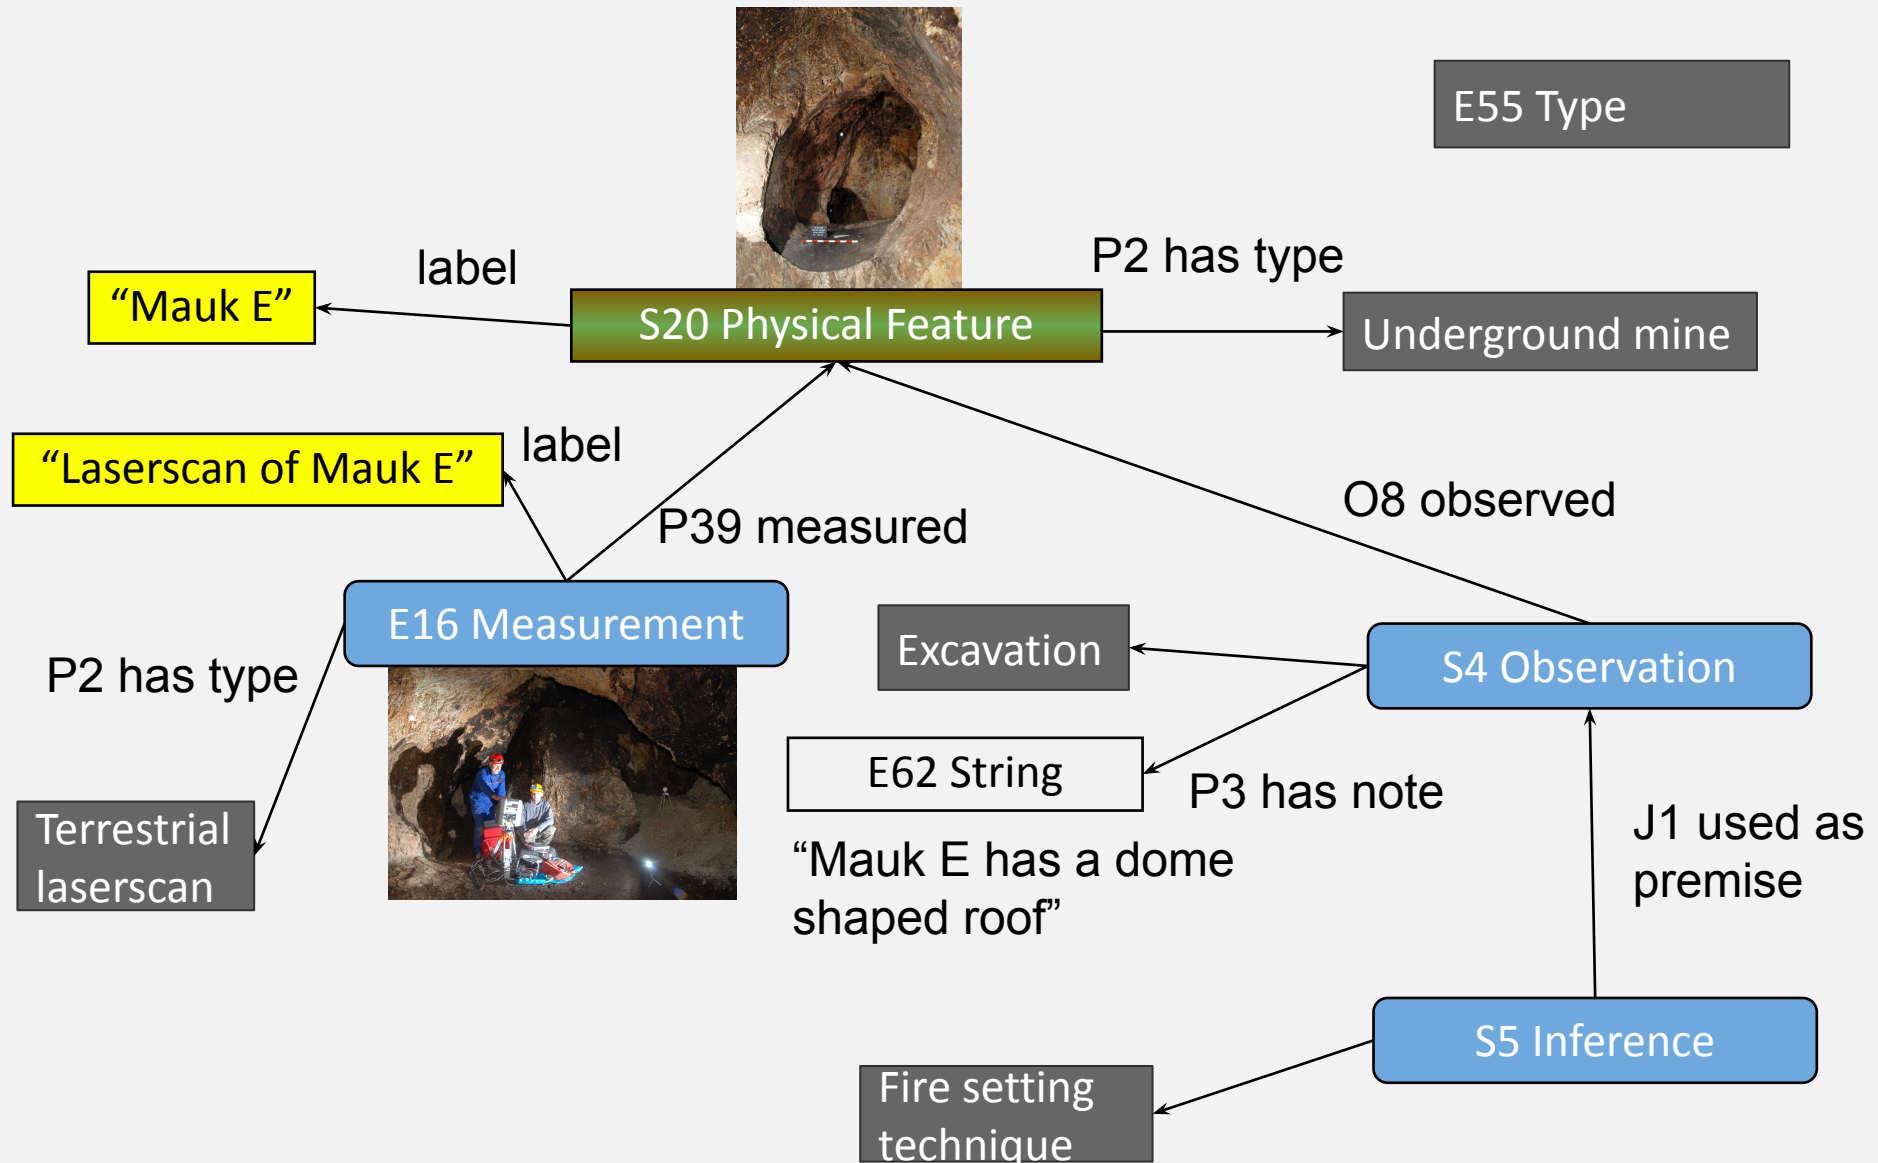 E55 Type
label
P2 has type
“Mauk E”
S20 Physical Feature
Underground mine
“Laserscan of Mauk E”
label
P39 measured
O8 observed
E16 Measurement
P2 has type
Excavation
S4 Observation
E62 String
P3 has note
Terrestrial
laserscan
“Mauk E has a dome
shaped roof”
J1 used as
premise
S5 Inference
Fire setting
technique